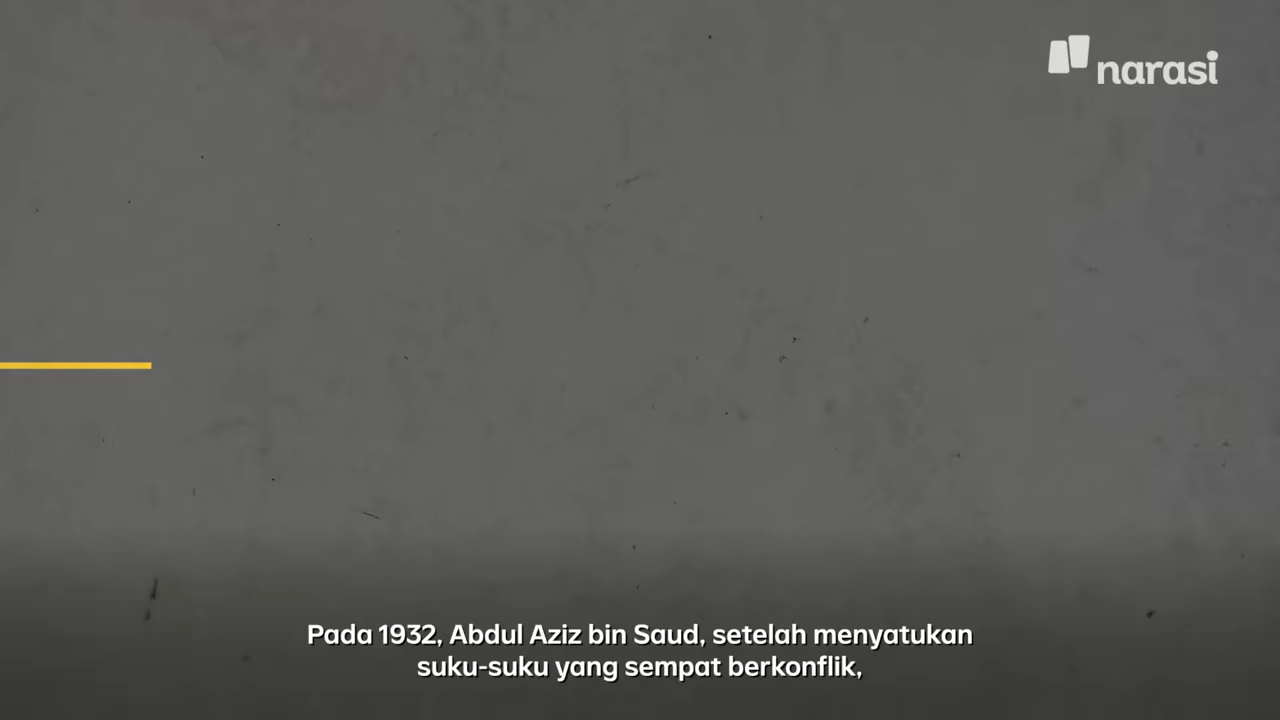 narasi
Pada 1932, Abdul Aziz bin Saud, setelah menyatukan
suku-suku yang sempat berkonflik,